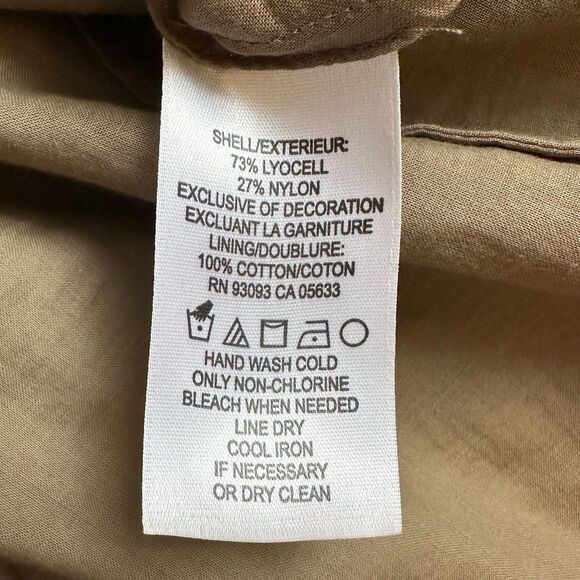 SHELL/EXTERIEUR:
73% LYOCELL
27% NYLON
EXCLUSIVE OF DECORATION
EXCLUANT LA GARNITURE
LINING/DOUBLURE:
100% COTTON/COTON
RN 93093 CA 05633
HAND WASH COLD
ONLY NON-CHLORINE
BLEACH WHEN NEEDED
LINE DRY
COOL IRON
IF NECESSARY
OR DRY CLEAN